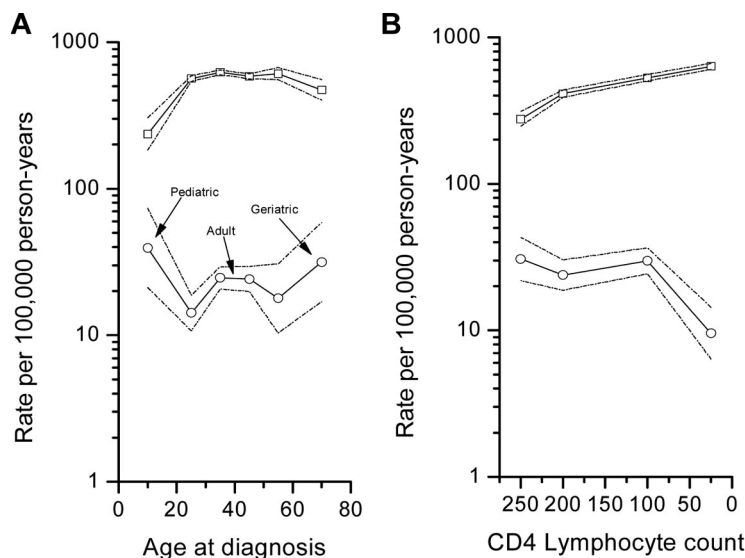 A
Rate per 100,000 person-years
1000
100
10
1
Pediatric
Adult
Geriatric
0 20 40 60 80
Age at diagnosis
B
Rate per 100,000 person-years
1000
100
10
1
250 200 150 100 50 0
CD4 Lymphocyte count